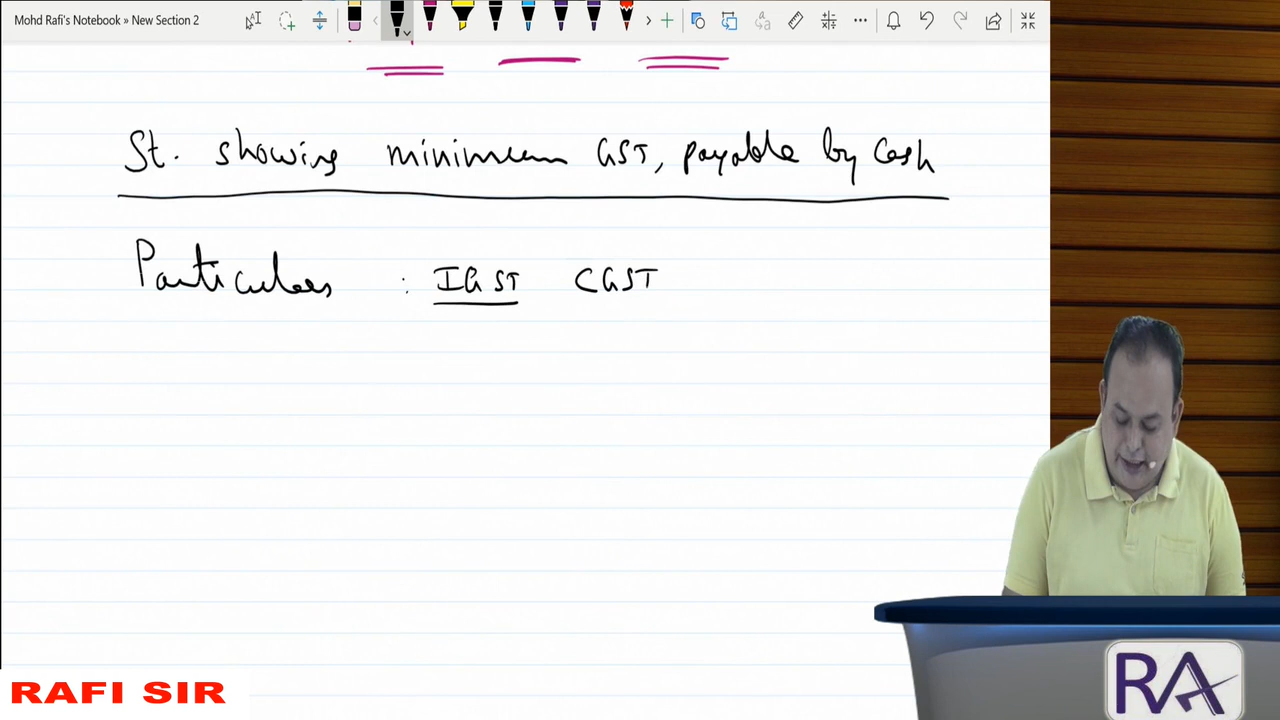 Mohd Rafi's Notebook » New Section 2
St. showing minimum GST, payable by Cash
Particulars : IGST CGST
RAFI SIR
RA